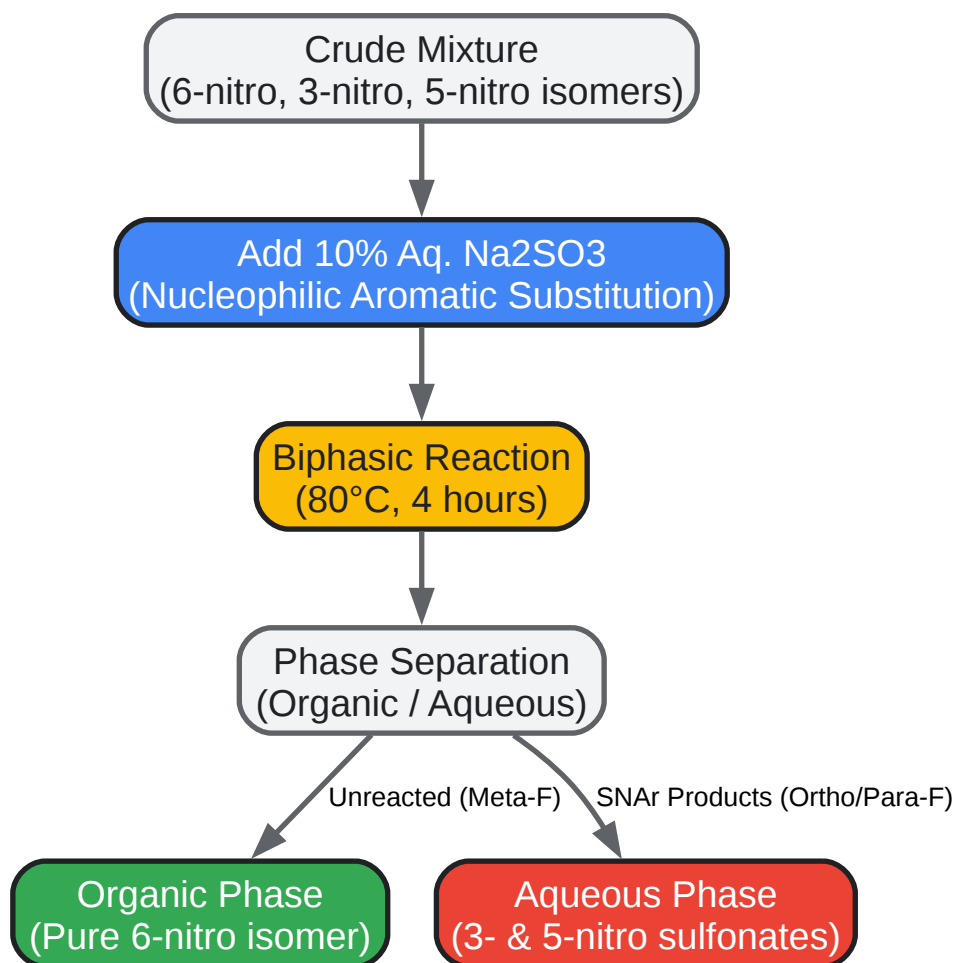 Crude Mixture
(6-nitro, 3-nitro, 5-nitro isomers)
Add 10% Aq. Na2SO3
(Nucleophilic Aromatic Substitution)
Biphasic Reaction
(80°C, 4 hours)
Phase Separation
(Organic / Aqueous)
Unreacted (Meta-F)
SNAr Products (Ortho/Para-F)
Organic Phase
(Pure 6-nitro isomer)
Aqueous Phase
(3- & 5-nitro sulfonates)